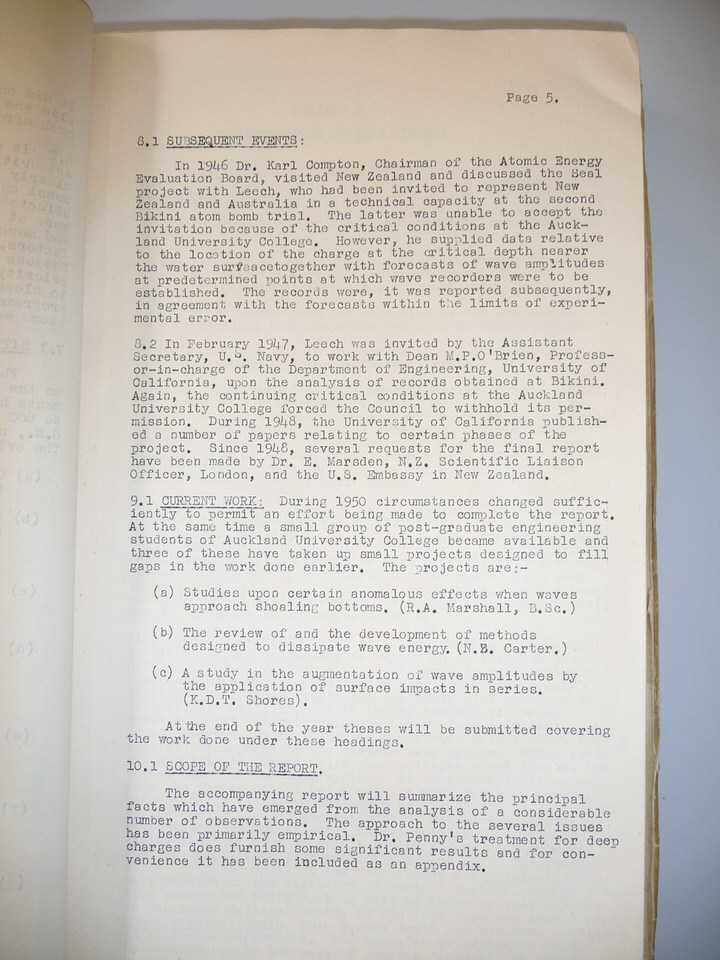 Page 5.
8.1 SUBSEQUENT EVENTS:
In 1946 Dr. Karl Compton, Chairman of the Atomic Energy
Evaluation Board, visited New Zealand and discussed the Seal
project with Leech, who had been invited to represent New
Zealand and Australia in a technical capacity at the second
Bikini atom bomb trial. The latter was unable to accept the
invitation because of the critical conditions at the Auck-
land University College. However, he supplied data relative
to the location of the charge at the critical depth nearer
the water surfacetogether with forecasts of wave amplitudes
at predetermined points at which wave recorders were to be
established. The records were, it was reported subsequently,
in agreement with the forecasts within the limits of experi-
mental error.
8.2 In February 1947, Leech was invited by the Assistant
Secretary, U.S. Navy, to work with Dean M.P.O'Brien, Profess-
or-in-charge of the Department of Engineering, University of
California, upon the analysis of records obtained at Bikini.
Again, the continuing critical conditions at the Auckland
University College forced the Council to withhold its per-
mission. During 1948, the University of California publish-
ed a number of papers relating to certain phases of the
project. Since 1948, several requests for the final report
have been made by Dr. E. Marsden, N.Z. Scientific Liaison
Officer, London, and the U.S. Embassy in New Zealand.
9.1 CURRENT WORK: During 1950 circumstances changed suffic-
iently to permit an effort being made to complete the report.
At the same time a small group of post-graduate engineering
students of Auckland University College became available and
three of these have taken up small projects designed to fill
gaps in the work done earlier. The projects are:-
(a) Studies upon certain anomalous effects when waves
approach shoaling bottoms. (R.A. Marshall, B.Sc.)
(b) The review of and the development of methods
designed to dissipate wave energy. (N.E. Carter.)
(c) A study in the augmentation of wave amplitudes by
the application of surface impacts in series.
(K.D.T. Shores).
At the end of the year theses will be submitted covering
the work done under these headings.
10.1 SCOPE OF THE REPORT.
The accompanying report will summarize the principal
facts which have emerged from the analysis of a considerable
number of observations. The approach to the several issues
has been primarily empirical. Dr. Penny's treatment for deep
charges does furnish some significant results and for con-
venience it has been included as an appendix.